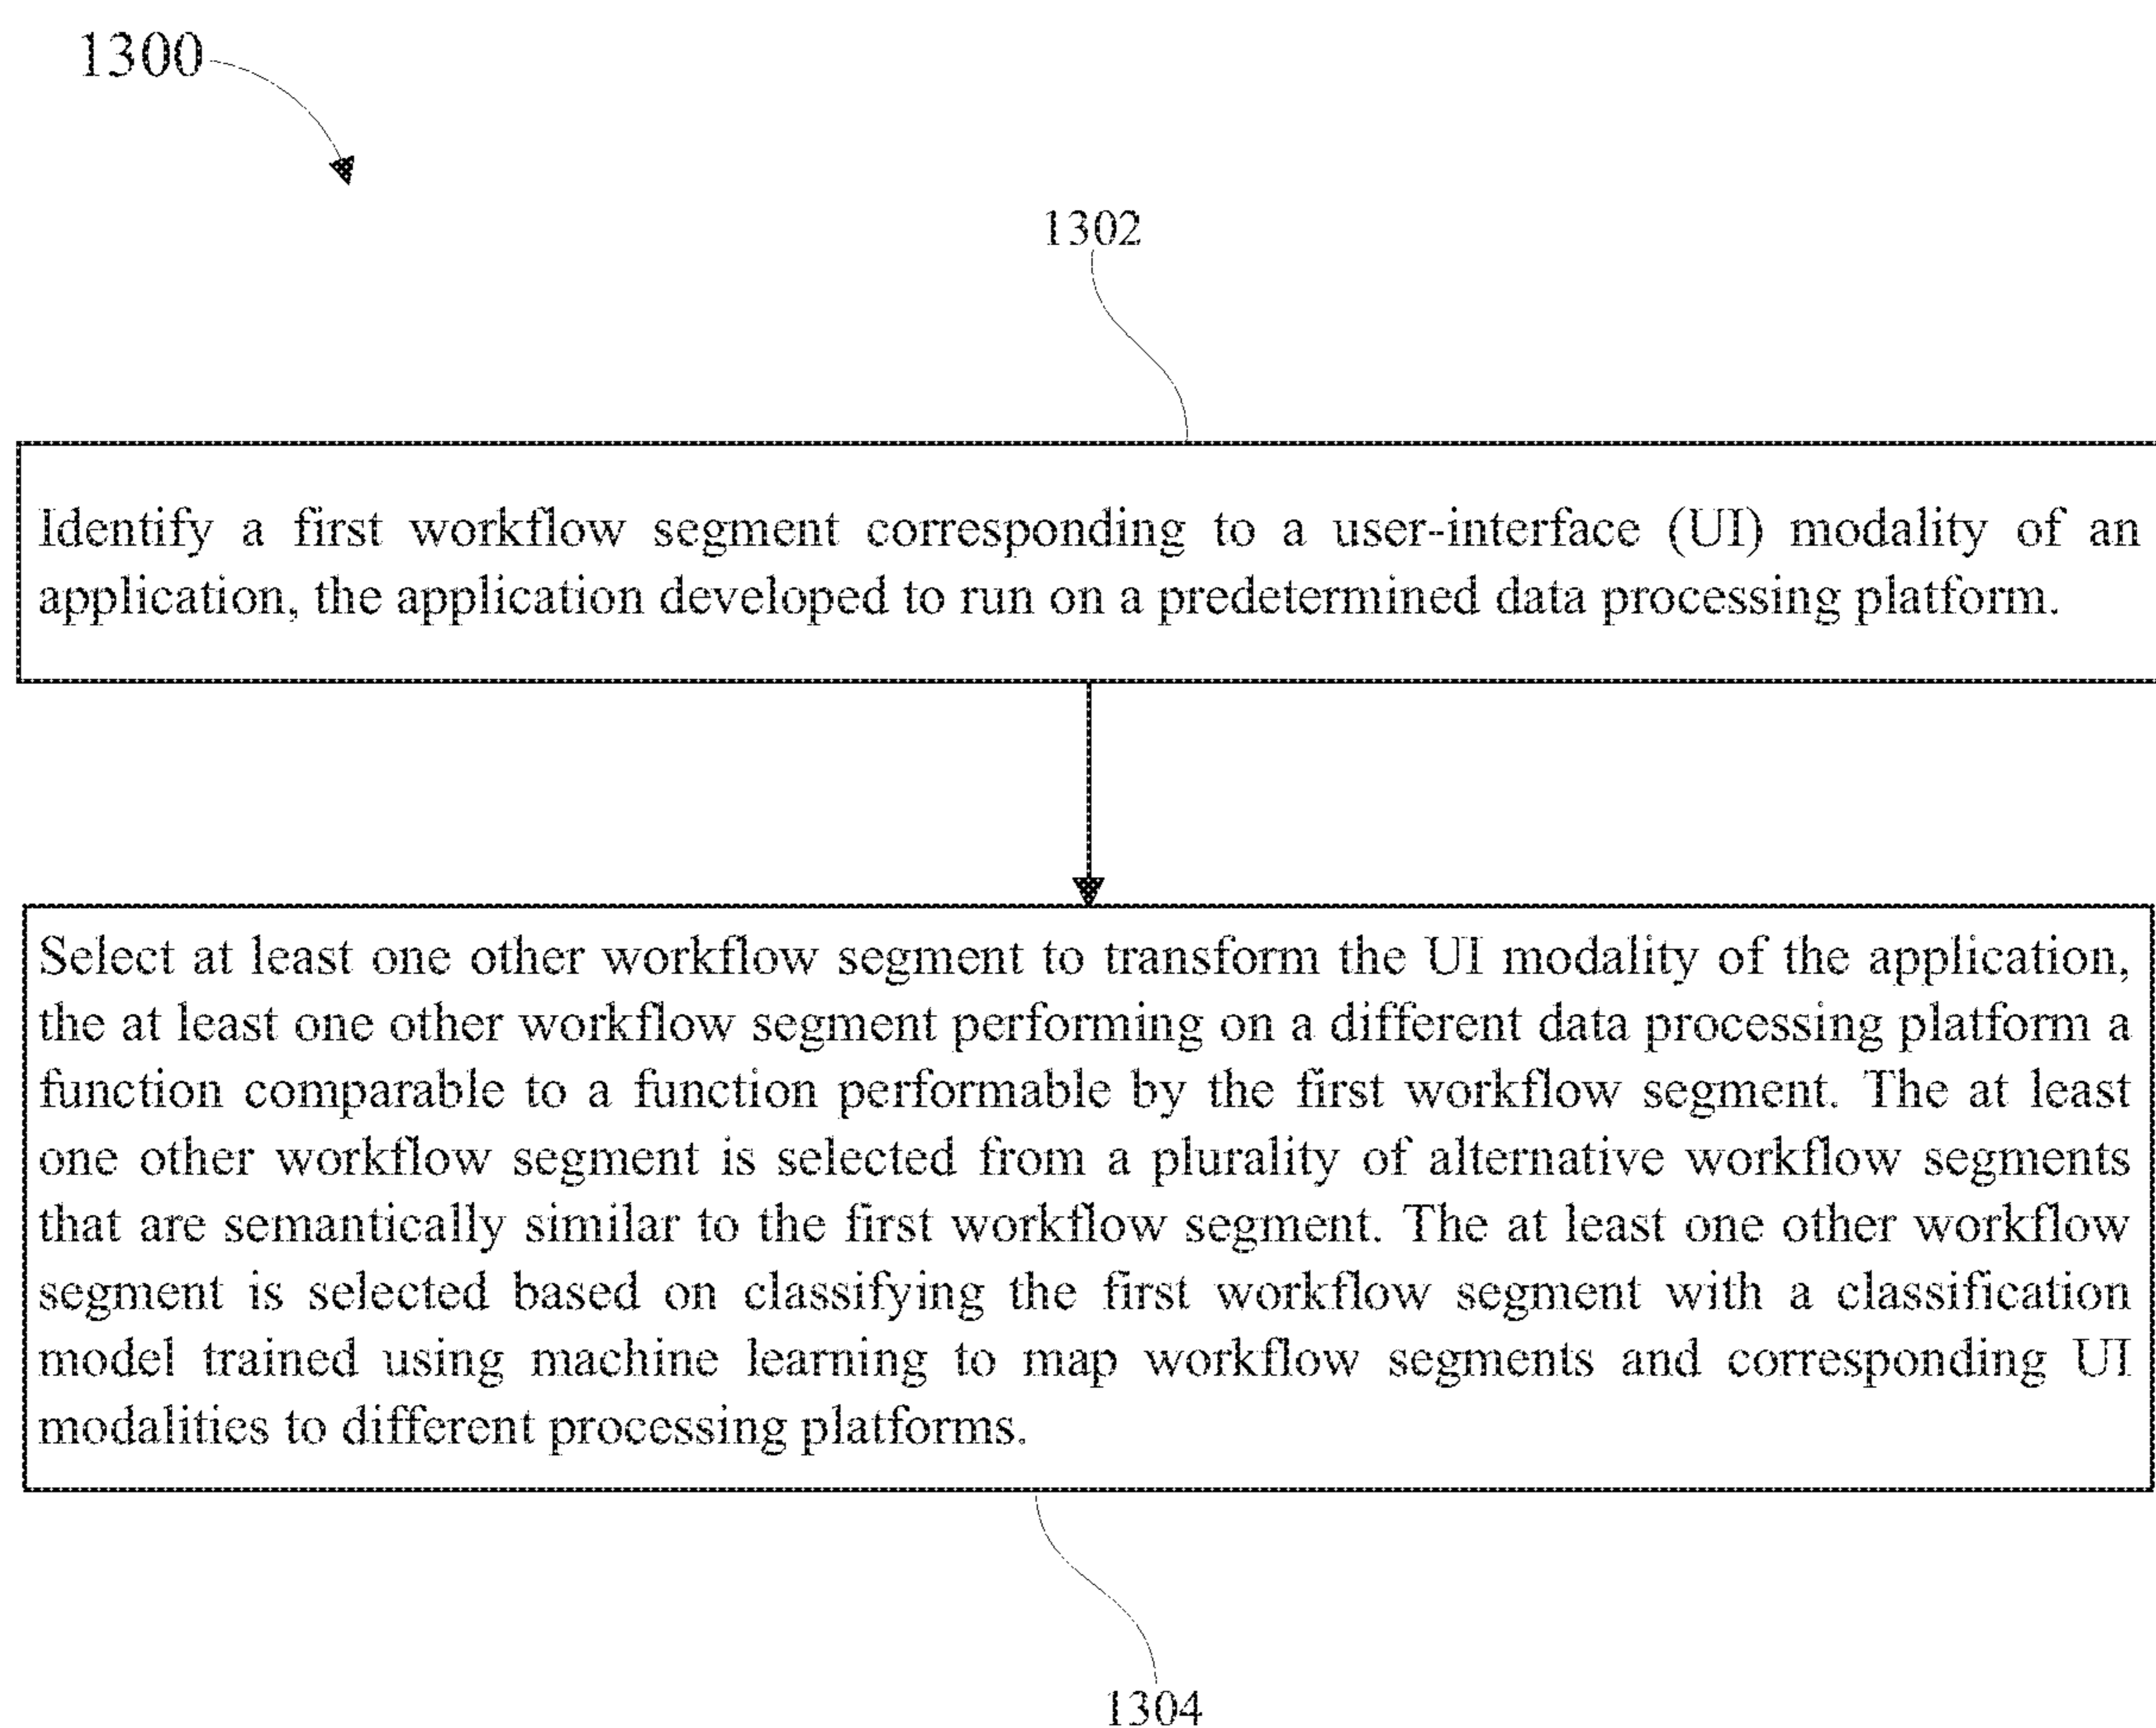 1300
1302
Identify a first workflow segment corresponding to a user-interface (UI) modality of an
application, the application developed to run on a predetermined data processing platform.
Select at least one other workflow segment to transform the UI modality of the application,
the at least one other workflow segment performing on a different data processing platform a
function comparable to a function performable by the first workflow segment. The at least
one other workflow segment is selected from a plurality of alternative workflow segments
that are semantically similar to the first workflow segment. The at least one other workflow
segment is selected based on classifying the first workflow segment with a classification
model trained using machine learning to map workflow segments and corresponding UI
modalities to different processing platforms.
1304